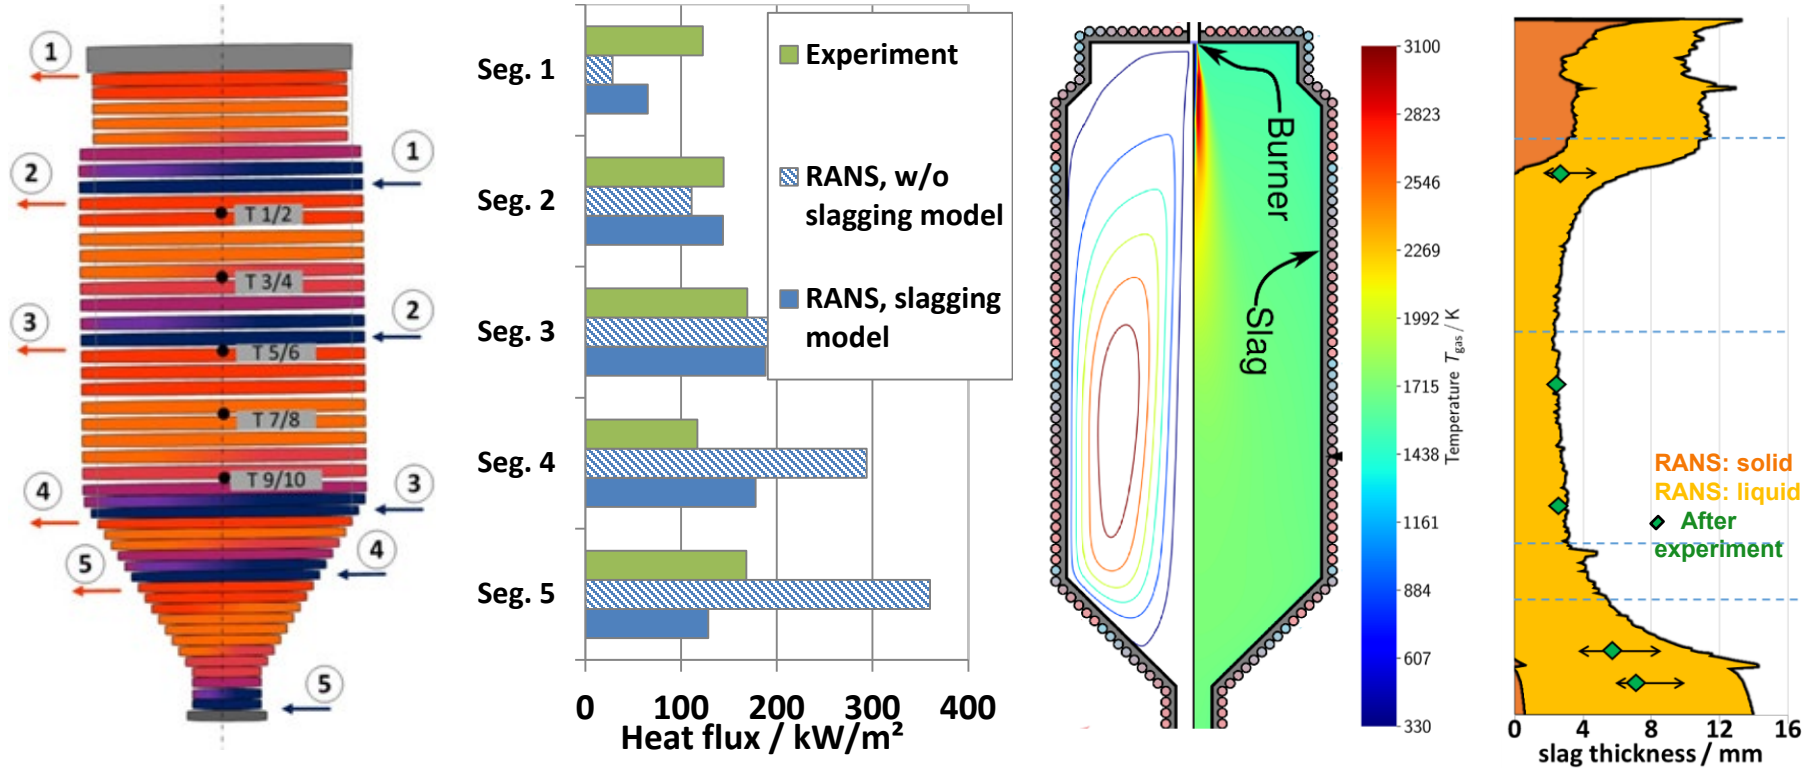 1
1
2
T 1/2
T 3/4
2
3
T 5/6
T 7/8
T 9/10
3
4
4
5
5
Seg. 1
Seg. 2
Seg. 3
Seg. 4
Seg. 5
Experiment
RANS, w/o
slagging model
RANS, slagging
model
0 100 200 300 400
Heat flux / kW/m²
Burner
Slag
3100
2823
2546
2269
1992
1715
1438
1161
884
607
330
Temperature Tgas / K
RANS: solid
RANS: liquid
After
experiment
0 4 8 12 16
slag thickness / mm